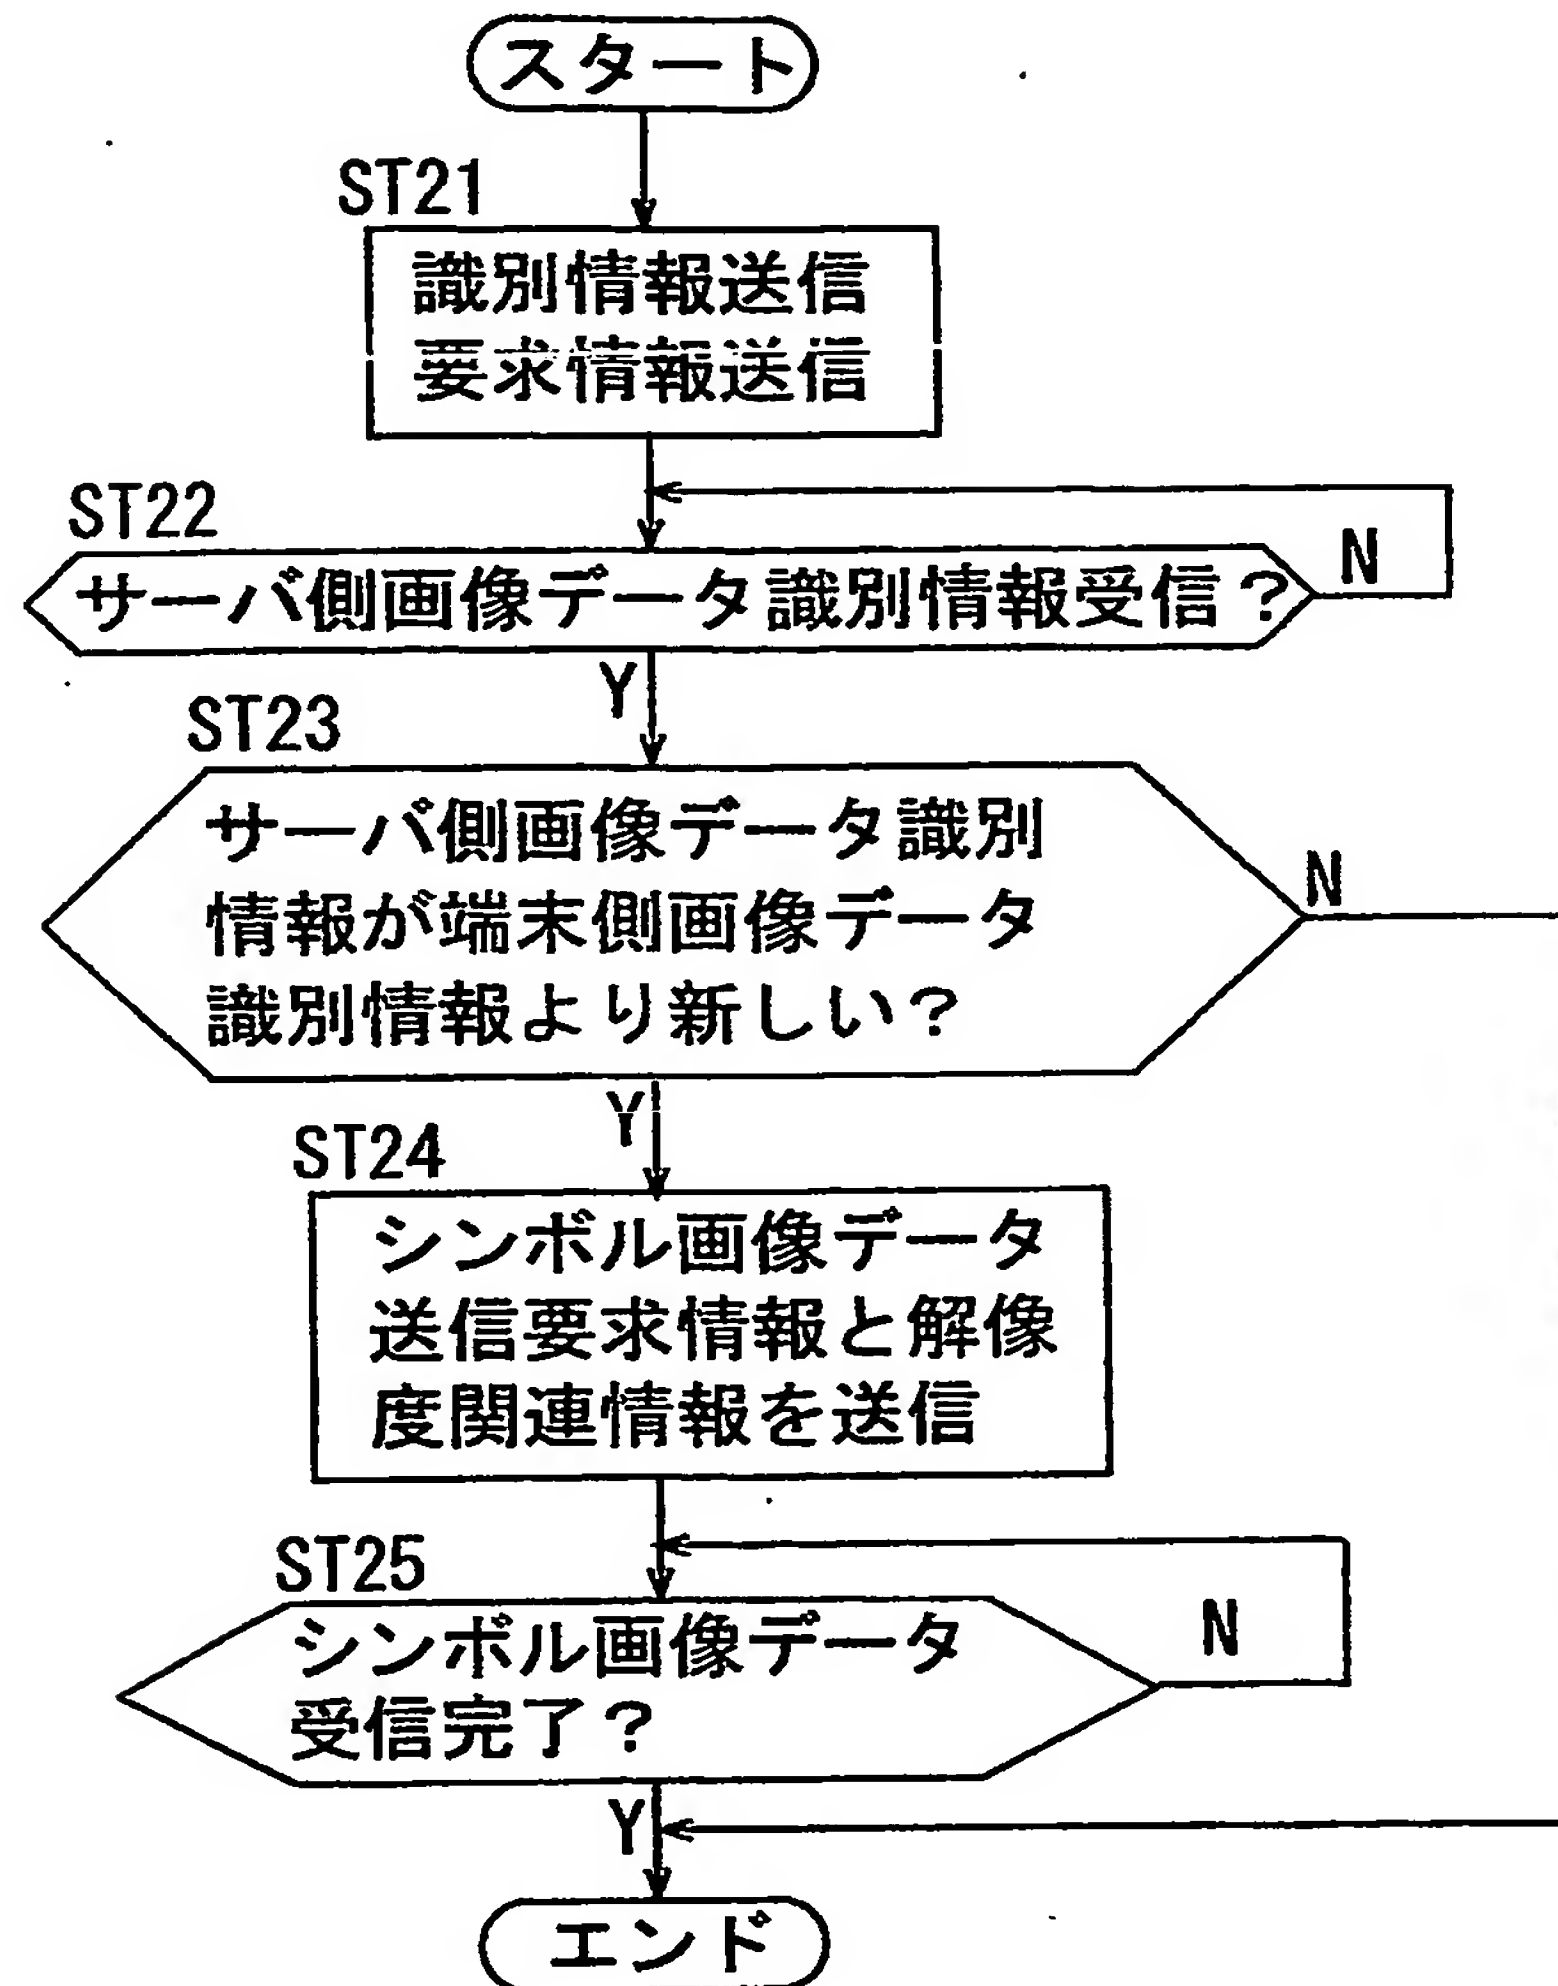 スタート
ST21
識別情報送信
要求情報送信
ST22
サーバ側画像データ識別情報受信?
N
Y
ST23
サーバ側画像データ識別
情報が端末側画像データ
識別情報より新しい?
N
Y
ST24
シンボル画像データ
送信要求情報と解像
度関連情報を送信
ST25
シンボル画像データ
受信完了?
N
Y
エンド